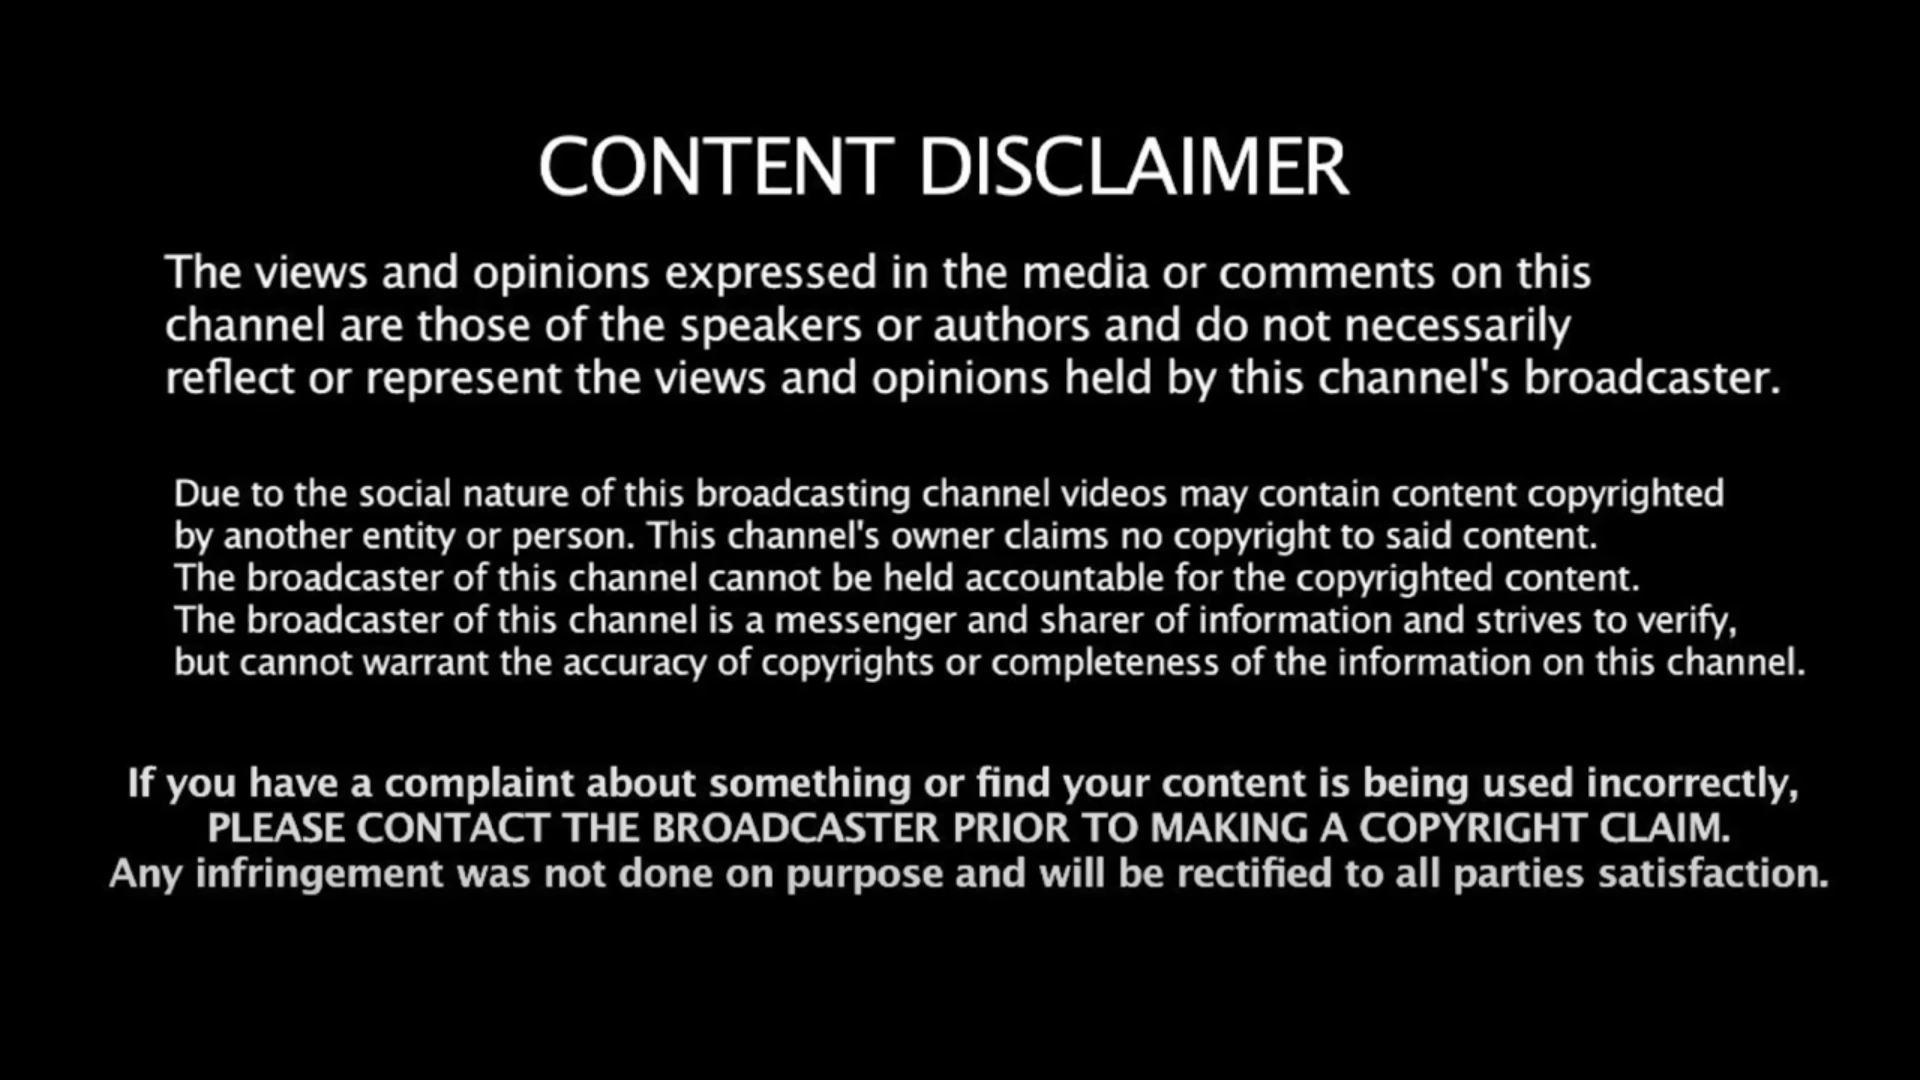 CONTENT DISCLAIMER
The views and opinions expressed in the media or comments on this
channel are those of the speakers or authors and do not necessarily
reflect or represent the views and opinions held by this channel's broadcaster.
Due to the social nature of this broadcasting channel videos may contain content copyrighted
by another entity or person. This channel's owner claims no copyright to said content.
The broadcaster of this channel cannot be held accountable for the copyrighted content.
The broadcaster of this channel is a messenger and sharer of information and strives to verify,
but cannot warrant the accuracy of copyrights or completeness of the information on this channel.
If you have a complaint about something or find your content is being used incorrectly,
PLEASE CONTACT THE BROADCASTER PRIOR TO MAKING A COPYRIGHT CLAIM.
Any infringement was not done on purpose and will be rectified to all parties satisfaction.